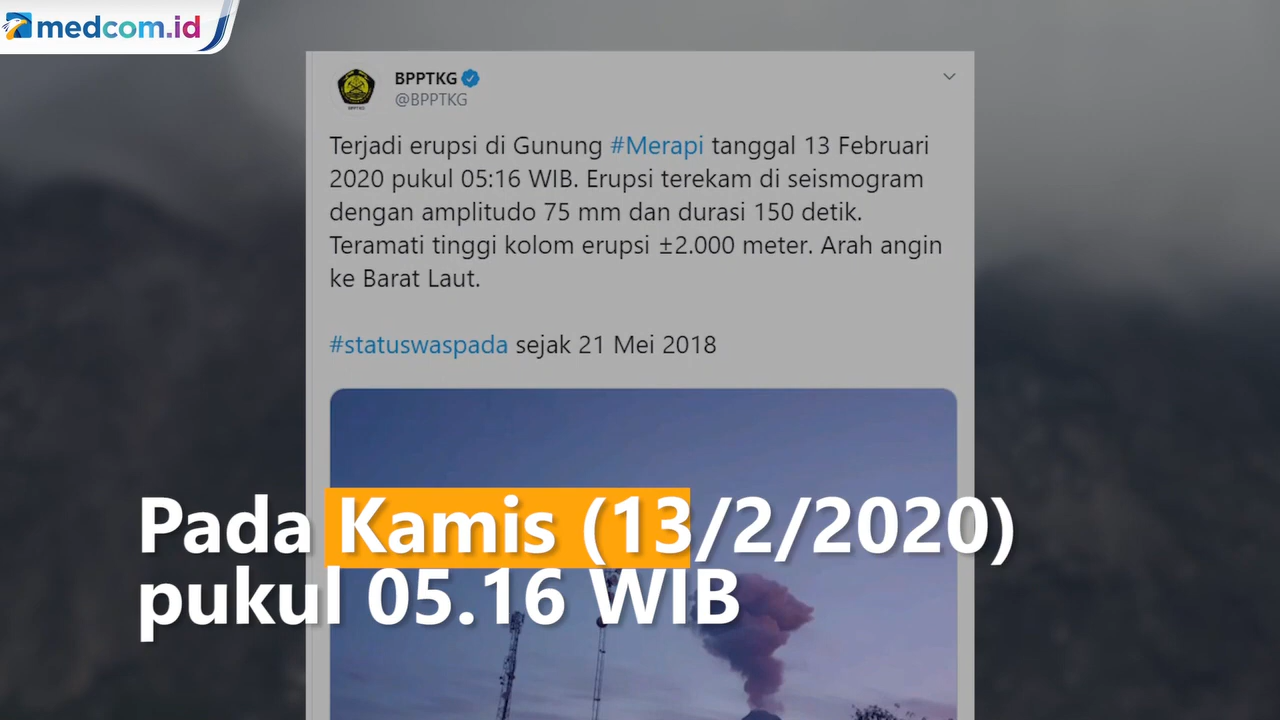 medcom.id
BPPTKG
@BPPTKG
Terjadi erupsi di Gunung #Merapi tanggal 13 Februari
2020 pukul 05:16 WIB. Erupsi terekam di seismogram
dengan amplitudo 75 mm dan durasi 150 detik.
Teramati tinggi kolom erupsi ±2.000 meter. Arah angin
ke Barat Laut.
#statuswaspada sejak 21 Mei 2018
Pada Kamis (13/2/2020)
pukul 05.16 WIB